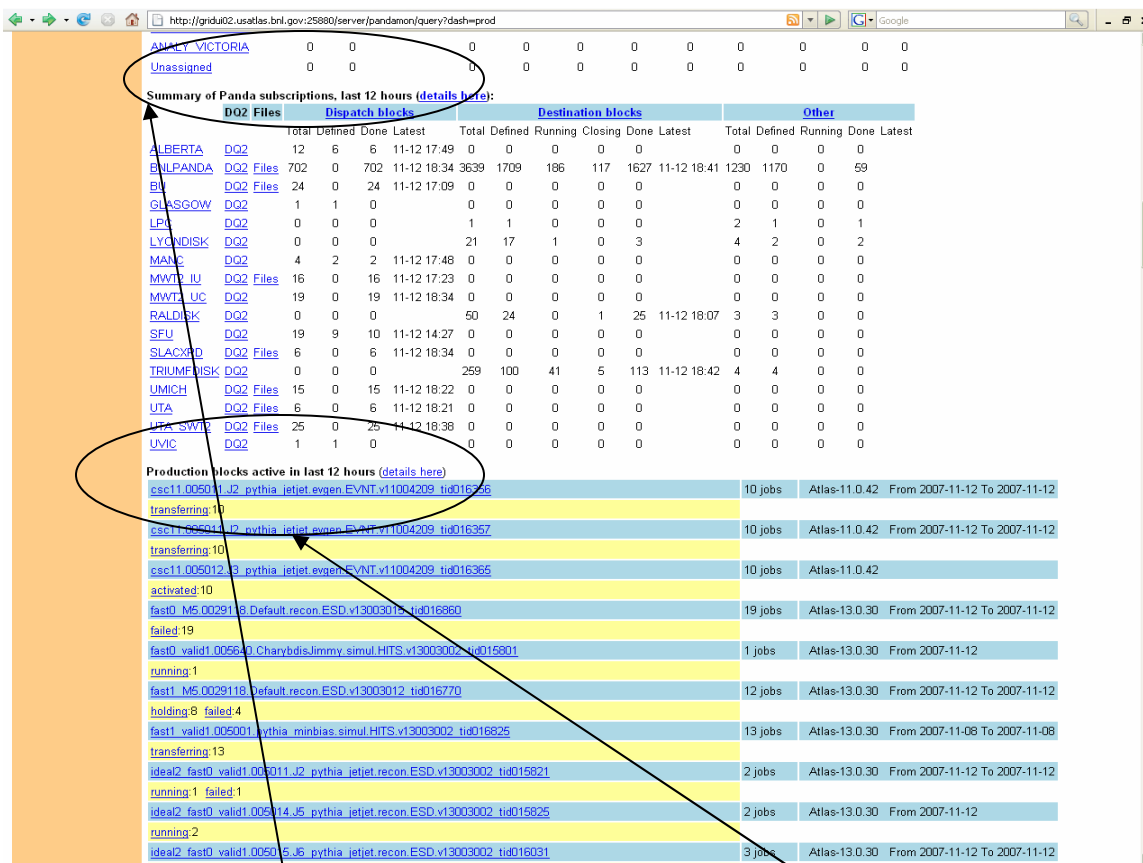 http://gridui02.usatlas.bnl.gov:25880/server/pandamon/query?dash=prod G Google
ANALY_VICTORIA 0 0 0 0 0 0 0 0 0 0
Unassigned 0 0 0 0 0 0 0 0 0 0
Summary of Panda subscriptions, last 12 hours (details here):
DQ2 Files Dispatch blocks Destination blocks Other
Total Defined Done Latest Total Defined Running Closing Done Latest Total Defined Running Done Latest
ALBERTA DQ2 12 6 6 11-12 17:49 0 0 0 0 0 0 0 0 0
BNLPANDA DQ2 Files 702 0 702 11-12 18:34 3639 1709 186 117 1627 11-12 18:41 1230 1170 0 59
BU DQ2 Files 24 0 24 11-12 17:09 0 0 0 0 0 0 0 0 0
GLASGOW DQ2 1 1 0 0 0 0 0 0 0 0 0 0
LPC DQ2 0 0 0 1 1 0 0 0 2 1 0 1
LYONDISK DQ2 0 0 0 21 17 1 0 3 4 2 0 2
MANC DQ2 4 2 2 11-12 17:48 0 0 0 0 0 0 0 0 0
MWT2_IU DQ2 Files 16 0 16 11-12 17:23 0 0 0 0 0 0 0 0 0
MWT2_UC DQ2 19 0 19 11-12 18:34 0 0 0 0 0 0 0 0 0
RALDISK DQ2 0 0 0 50 24 0 1 25 11-12 18:07 3 3 0 0
SFU DQ2 19 9 10 11-12 14:27 0 0 0 0 0 0 0 0 0
SLACXRD DQ2 Files 6 0 6 11-12 18:34 0 0 0 0 0 0 0 0 0
TRIUMFDISK DQ2 0 0 0 259 100 41 5 113 11-12 18:42 4 4 0 0
UMICH DQ2 Files 15 0 15 11-12 18:22 0 0 0 0 0 0 0 0 0
UTA DQ2 Files 6 0 6 11-12 18:21 0 0 0 0 0 0 0 0 0
UTA_SWT2 DQ2 Files 25 0 25 11-12 18:38 0 0 0 0 0 0 0 0 0
UVIC DQ2 1 1 0 0 0 0 0 0 0 0 0 0
Production blocks active in last 12 hours (details here)
csc11.005011.J2_pythia_jetjet.evgen.EVNT.v11004209_tid016356 10 jobs Atlas-11.0.42 From 2007-11-12 To 2007-11-12
transferring:10
csc11.005011.J2_pythia_jetjet.evgen.EVNT.v11004209_tid016357 10 jobs Atlas-11.0.42 From 2007-11-12 To 2007-11-12
transferring:10
csc11.005012.J3_pythia_jetjet.evgen.EVNT.v11004209_tid016365 10 jobs Atlas-11.0.42
activated:10
fast0_M5.0029118.Default.recon.ESD.v13003015_tid016860 19 jobs Atlas-13.0.30 From 2007-11-12 To 2007-11-12
failed:19
fast0_valid1.005640.CharybdisJimmy.simul.HITS.v13003002_tid015801 1 jobs Atlas-13.0.30 From 2007-11-12
running:1
fast1_M5.0029118.Default.recon.ESD.v13003012_tid016770 12 jobs Atlas-13.0.30 From 2007-11-12 To 2007-11-12
holding:8 failed:4
fast1_valid1.005001.pythia_minbias.simul.HITS.v13003002_tid016825 13 jobs Atlas-13.0.30 From 2007-11-08 To 2007-11-08
transferring:13
ideal2_fast0_valid1.005011.J2_pythia_jetjet.recon.ESD.v13003002_tid015821 2 jobs Atlas-13.0.30 From 2007-11-12 To 2007-11-12
running:1 failed:1
ideal2_fast0_valid1.005014.J5_pythia_jetjet.recon.ESD.v13003002_tid015825 2 jobs Atlas-13.0.30 From 2007-11-12
running:2
ideal2_fast0_valid1.005015.J6_pythia_jetjet.recon.ESD.v13003002_tid016031 3 jobs Atlas-13.0.30 From 2007-11-12 To 2007-11-12